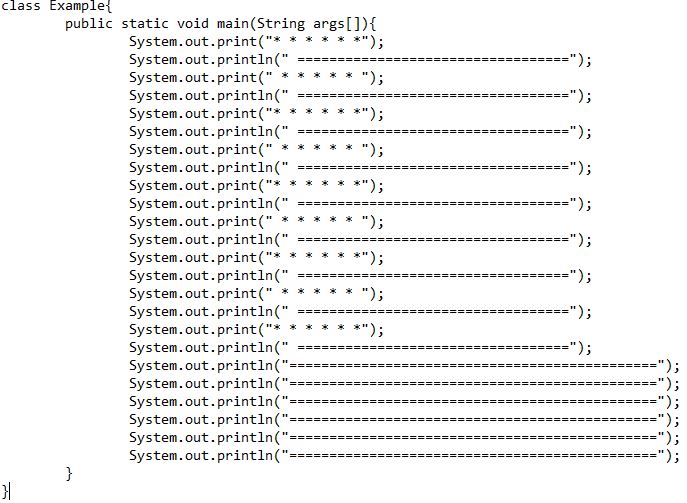 class Example{
	public static void main(String args[]){
		System.out.print("* * * * * *");
		System.out.println(" ==================================");
		System.out.print(" * * * * * ");
		System.out.println(" ==================================");
		System.out.print("* * * * * *");
		System.out.println(" ==================================");
		System.out.print(" * * * * * ");
		System.out.println(" ==================================");
		System.out.print("* * * * * *");
		System.out.println(" ==================================");
		System.out.print(" * * * * * ");
		System.out.println(" ==================================");
		System.out.print("* * * * * *");
		System.out.println(" ==================================");
		System.out.print(" * * * * * ");
		System.out.println(" ==================================");
		System.out.print("* * * * * *");
		System.out.println(" ==================================");
		System.out.println("==============================================");
		System.out.println("==============================================");
		System.out.println("==============================================");
		System.out.println("==============================================");
		System.out.println("==============================================");
		System.out.println("==============================================");
	}
}